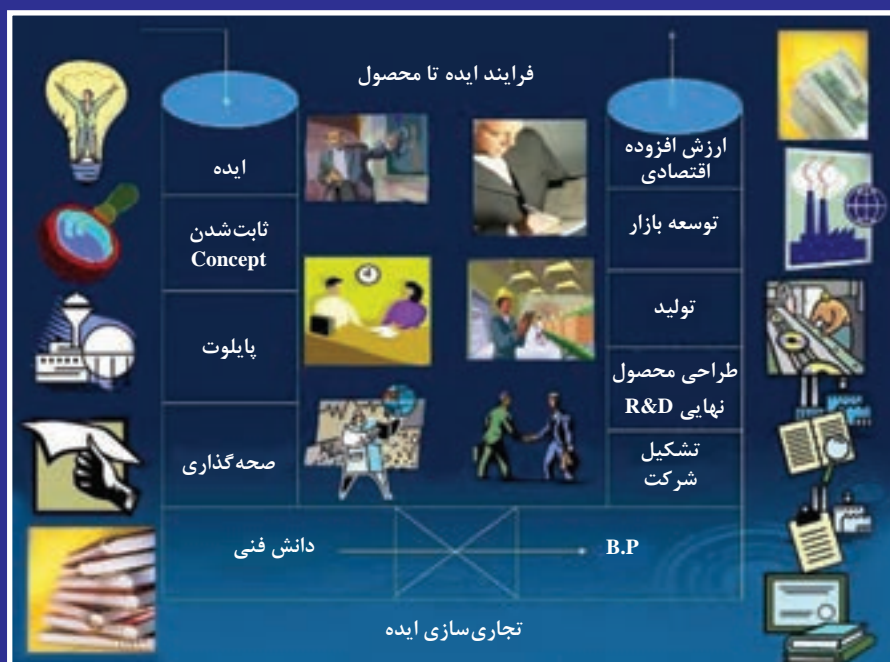 فرایند ایده تا محصول
ارزش افزوده
اقتصادی
توسعه بازار
تولید
طراحی محصول
نهایی R&D
تشکیل
شرکت
ایده
ثابت‌شدن
Concept
پایلوت
صحه‌گذاری
دانش فنی
B.P
تجاری‌سازی ایده